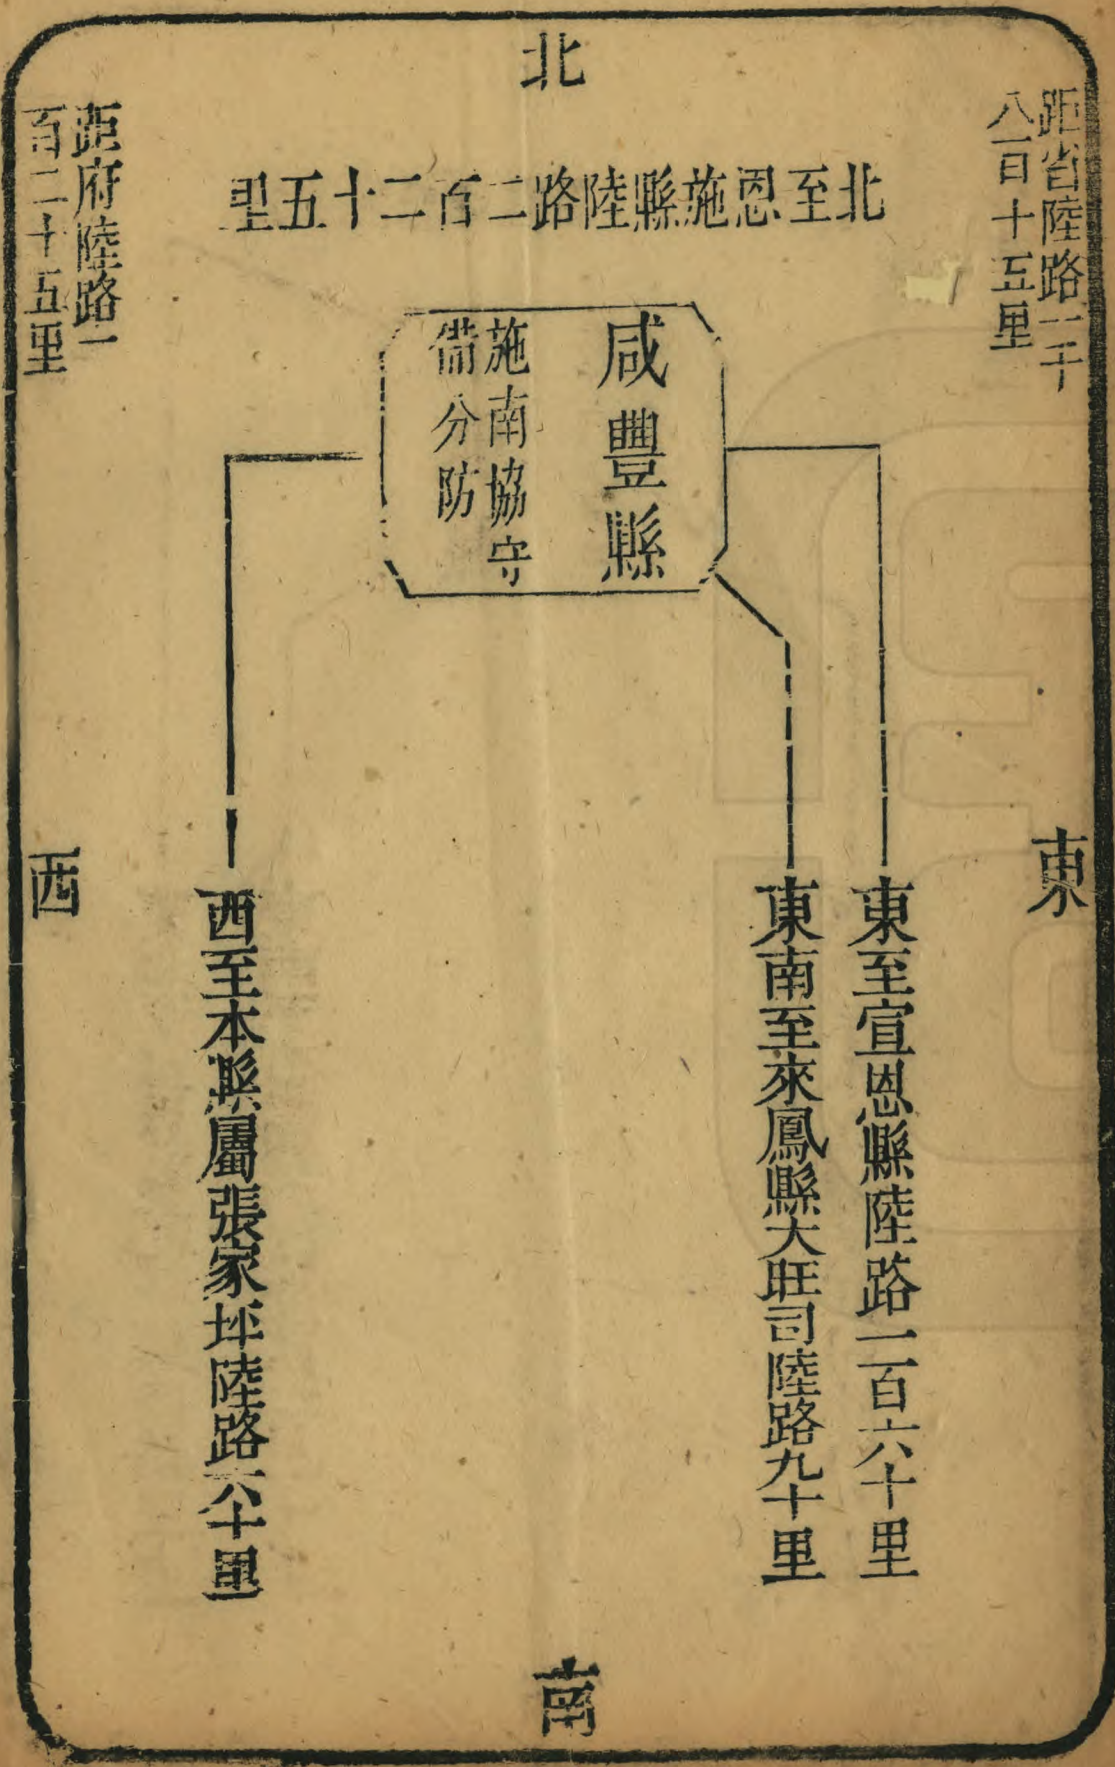 北
距省陸路一千
八百十五里
北至恩施縣陸路二百二十五里
距府陸路一
百二十五里
咸豐縣
施南協守
備分防
東
西
東至宣恩縣陸路一百六十里
東南至來鳳縣大旺司陸路九十里
西至本縣屬張家坪陸路六十里
南